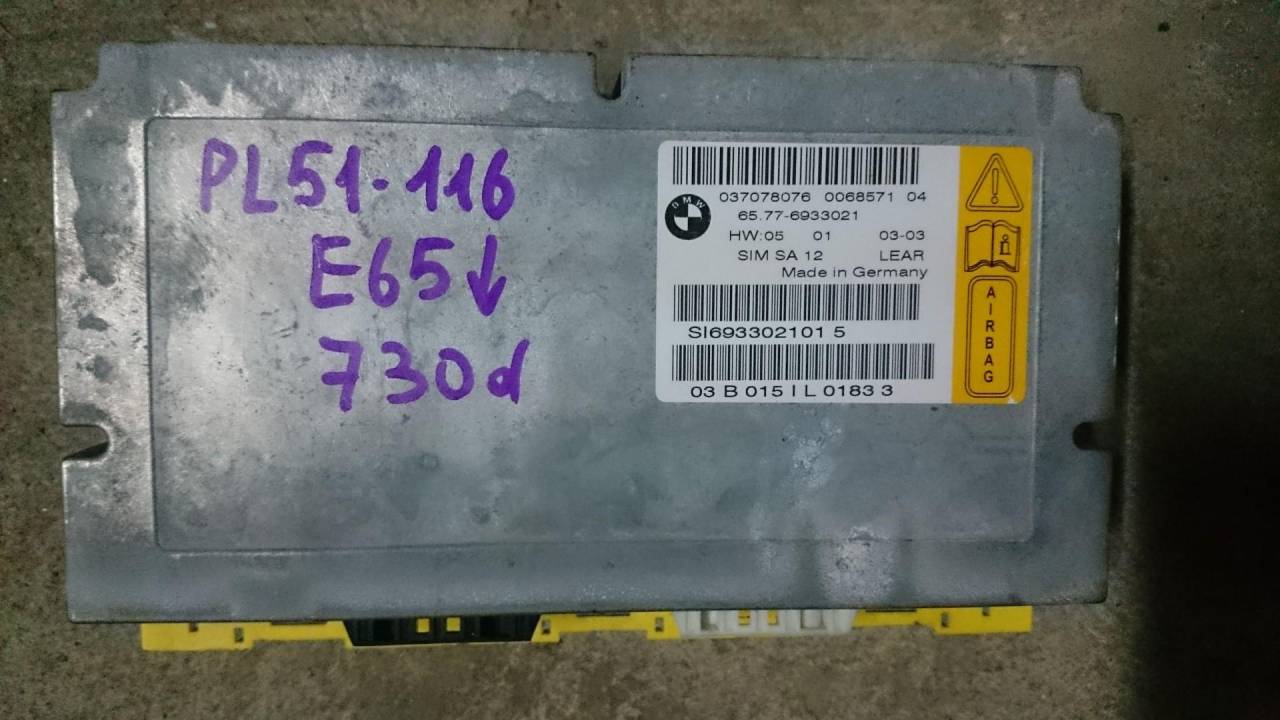 PL51-116
E65↓
730d
BMW
037078076 0068571 04
65.77-6933021
HW:05 01 03-03
SIM SA 12 LEAR
Made in Germany
SI693302101 5
03 B 015 I L 0183 3
AIRBAG